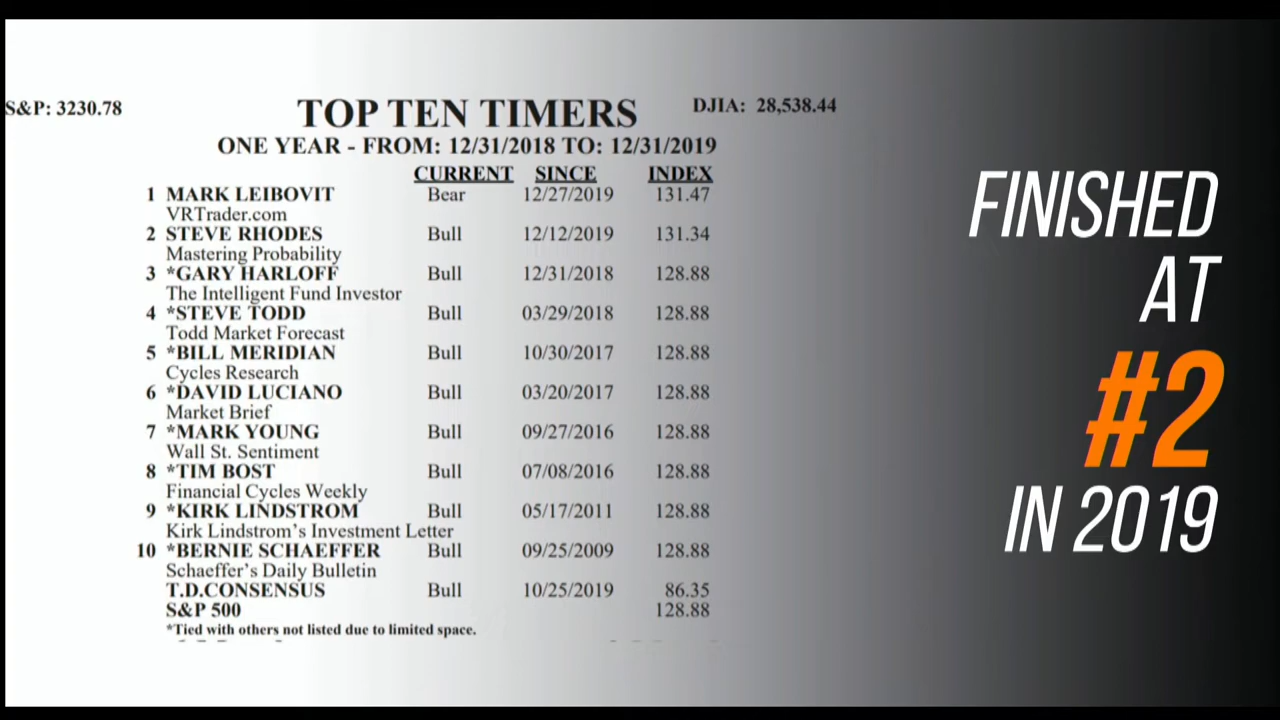 S&P: 3230.78
TOP TEN TIMERS
DJIA: 28,538.44
ONE YEAR - FROM: 12/31/2018 TO: 12/31/2019
CURRENT SINCE INDEX
1 MARK LEIBOVIT Bear 12/27/2019 131.47
VRTrader.com
2 STEVE RHODES Bull 12/12/2019 131.34
Mastering Probability
3 *GARY HARLOFF Bull 12/31/2018 128.88
The Intelligent Fund Investor
4 *STEVE TODD Bull 03/29/2018 128.88
Todd Market Forecast
5 *BILL MERIDIAN Bull 10/30/2017 128.88
Cycles Research
6 *DAVID LUCIANO Bull 03/20/2017 128.88
Market Brief
7 *MARK YOUNG Bull 09/27/2016 128.88
Wall St. Sentiment
8 *TIM BOST Bull 07/08/2016 128.88
Financial Cycles Weekly
9 *KIRK LINDSTROM Bull 05/17/2011 128.88
Kirk Lindstrom's Investment Letter
10 *BERNIE SCHAEFFER Bull 09/25/2009 128.88
Schaeffer's Daily Bulletin
T.D.CONSENSUS Bull 10/25/2019 86.35
S&P 500 128.88
*Tied with others not listed due to limited space.
FINISHED
AT
#2
IN 2019